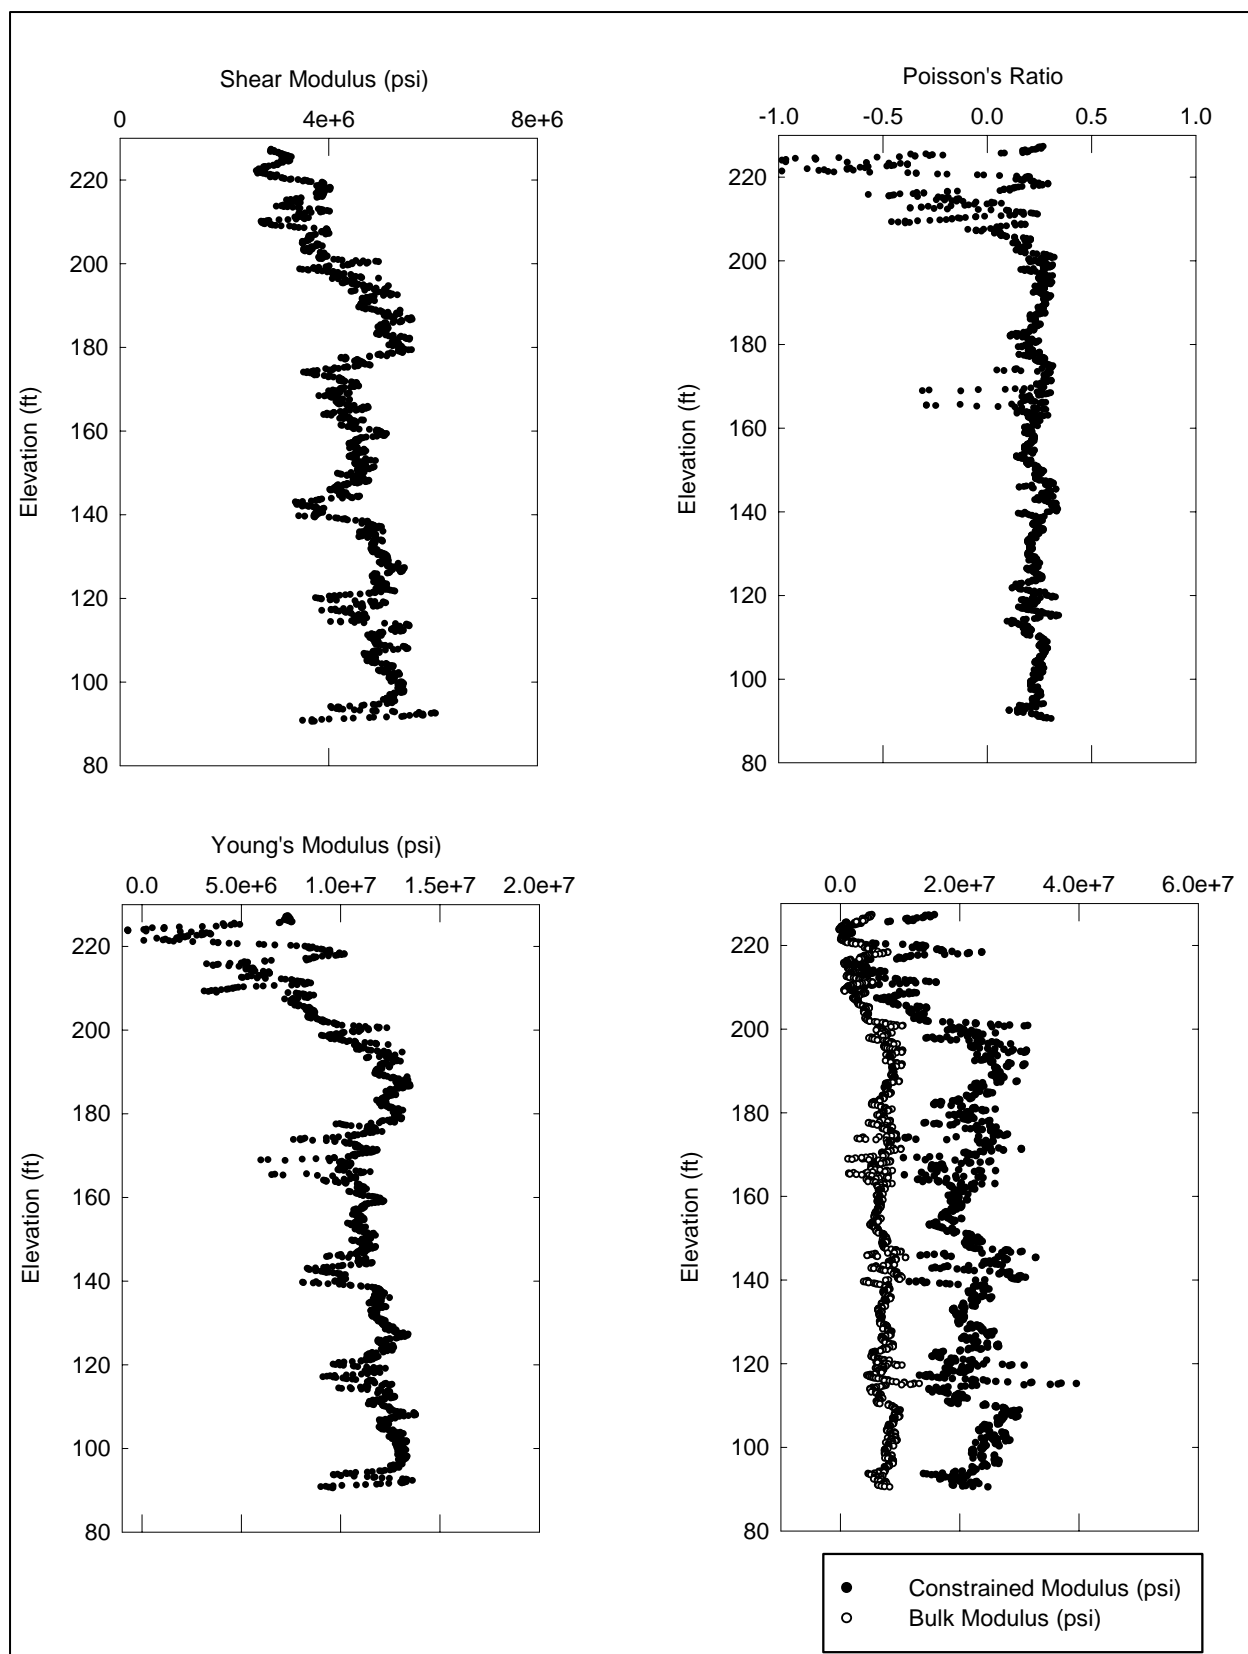 Shear Modulus (psi)
0 4e+6 8e+6
220
200
180
160
140
120
100
80
Elevation (ft)
Poisson's Ratio
-1.0 -0.5 0.0 0.5 1.0
220
200
180
160
140
120
100
80
Elevation (ft)
Young's Modulus (psi)
0.0 5.0e+6 1.0e+7 1.5e+7 2.0e+7
220
200
180
160
140
120
100
80
Elevation (ft)
0.0 2.0e+7 4.0e+7 6.0e+7
220
200
180
160
140
120
100
80
Elevation (ft)
Constrained Modulus (psi)
Bulk Modulus (psi)